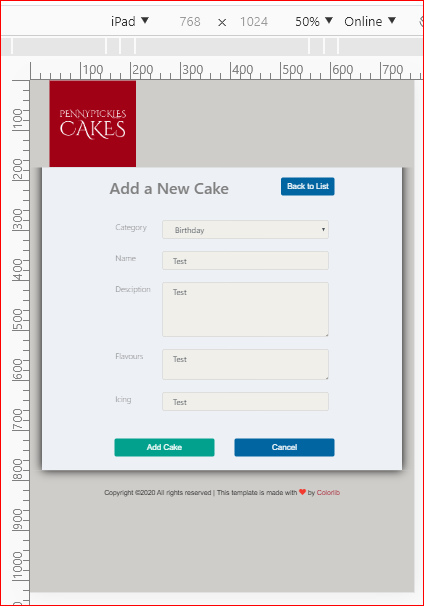 iPad ▼ 768 × 1024 50% ▼ Online ▼
100 200 300 400 500 600 700
100
200
300
400
500
600
700
800
900
1000
PENNYPICKLES
CAKES
Add a New Cake
Back to List
Category
Birthday
Name
Test
Desciption
Test
Flavours
Test
Icing
Test
Add Cake
Cancel
Copyright ©2020 All rights reserved | This template is made with ❤ by Colorlib